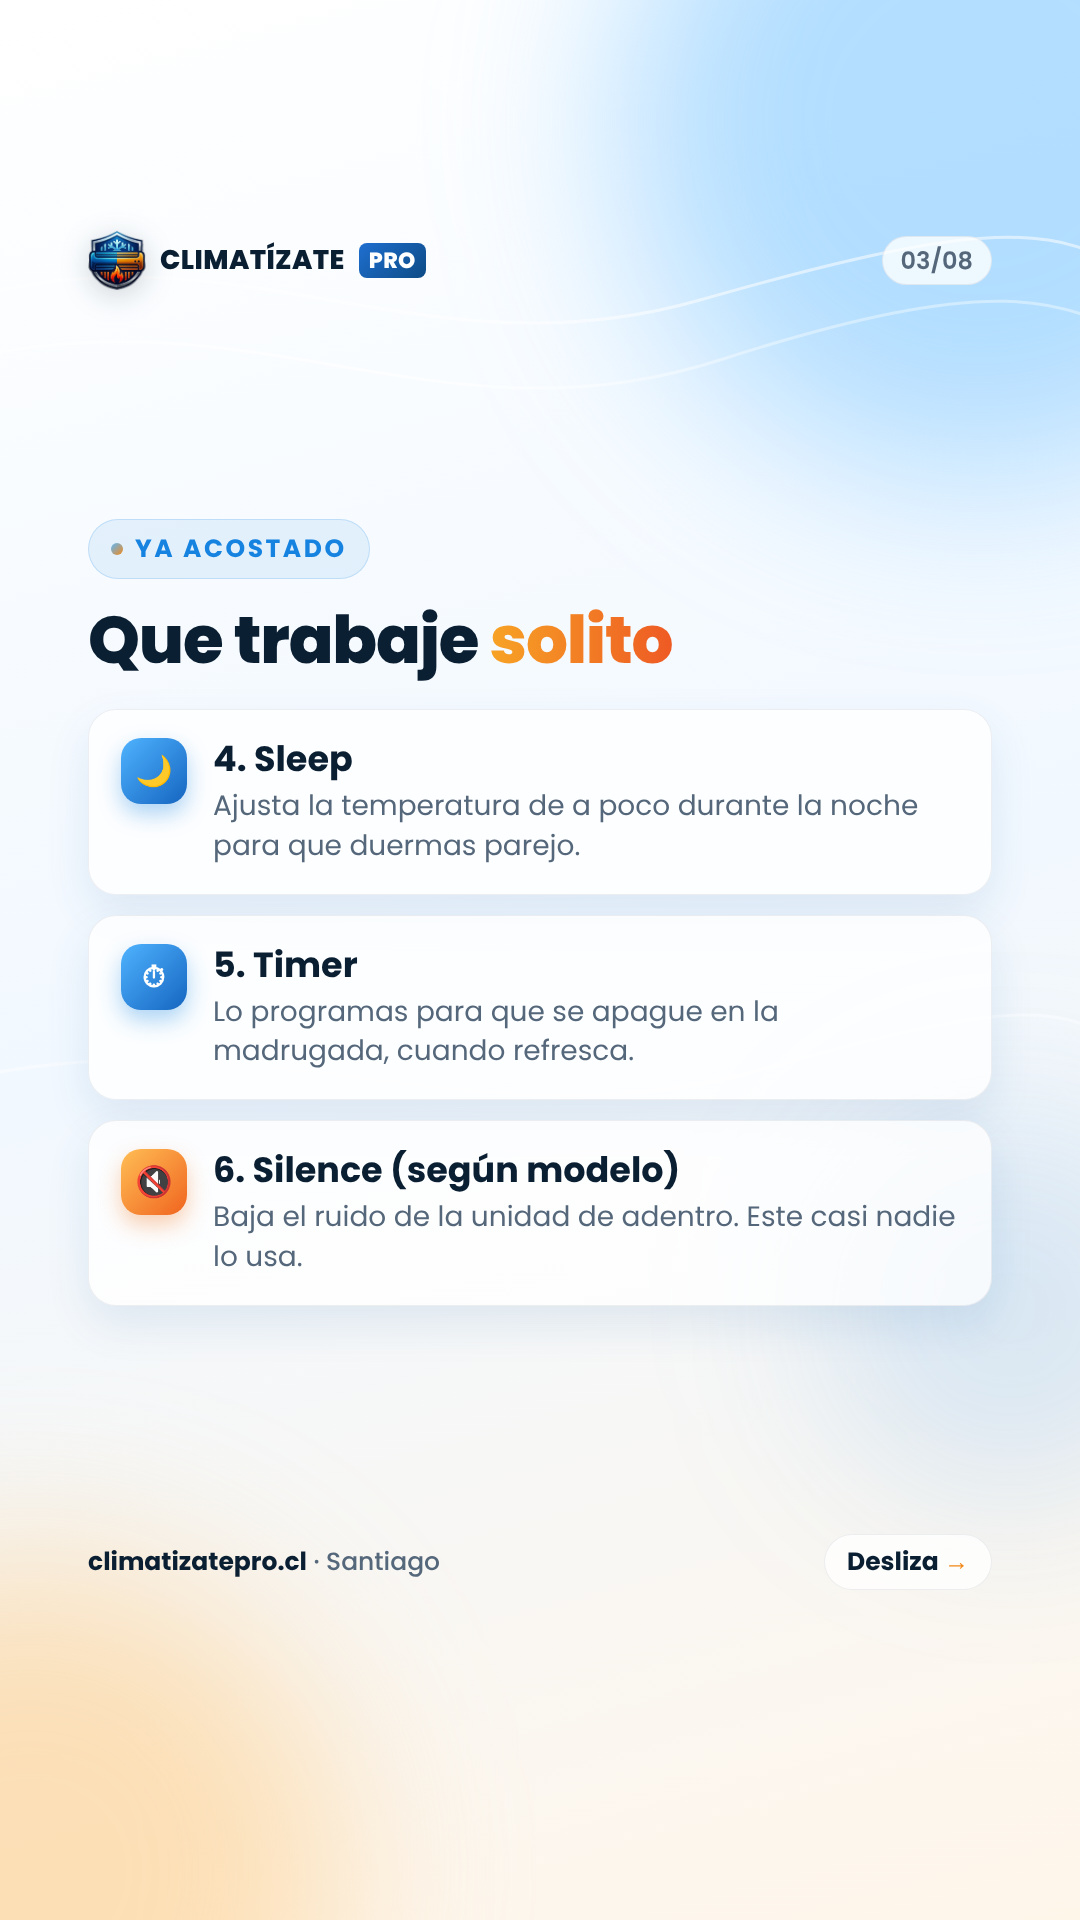 CLIMATÍZATE PRO
03/08
YA ACOSTADO
Que trabaje solito
4. Sleep
Ajusta la temperatura de a poco durante la noche
para que duermas parejo.
5. Timer
Lo programas para que se apague en la
madrugada, cuando refresca.
6. Silence (según modelo)
Baja el ruido de la unidad de adentro. Este casi nadie
lo usa.
climatizatepro.cl · Santiago
Desliza →